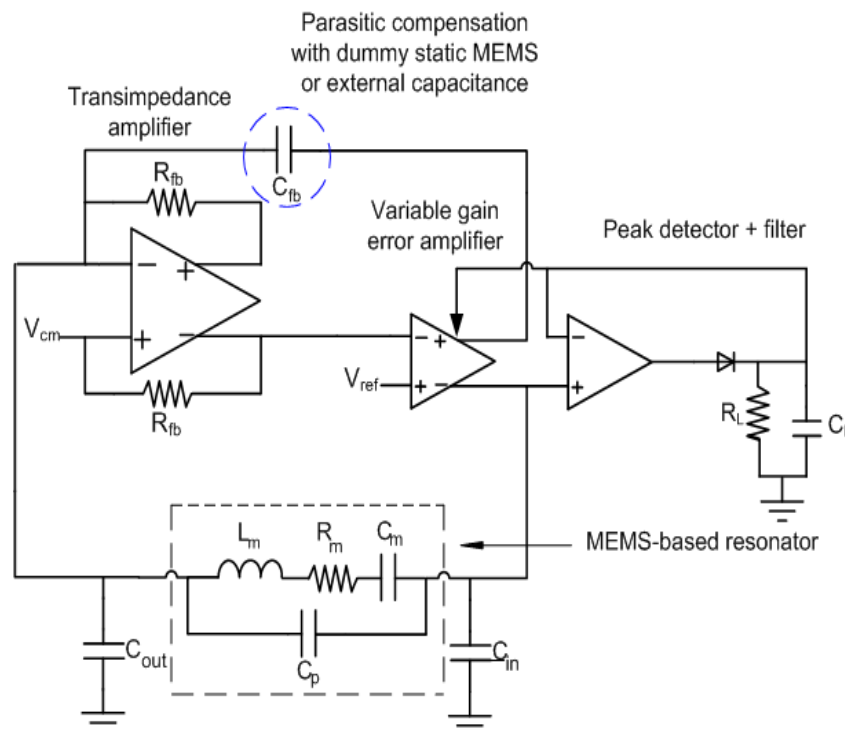 Parasitic compensation
with dummy static MEMS
or external capacitance
Transimpedance
amplifier
Rfb
Cfb
Variable gain
error amplifier
Peak detector + filter
Vcm
Vref
Rfb
RL
Lm
Rm
Cm
MEMS-based resonator
Cout
Cp
Cin